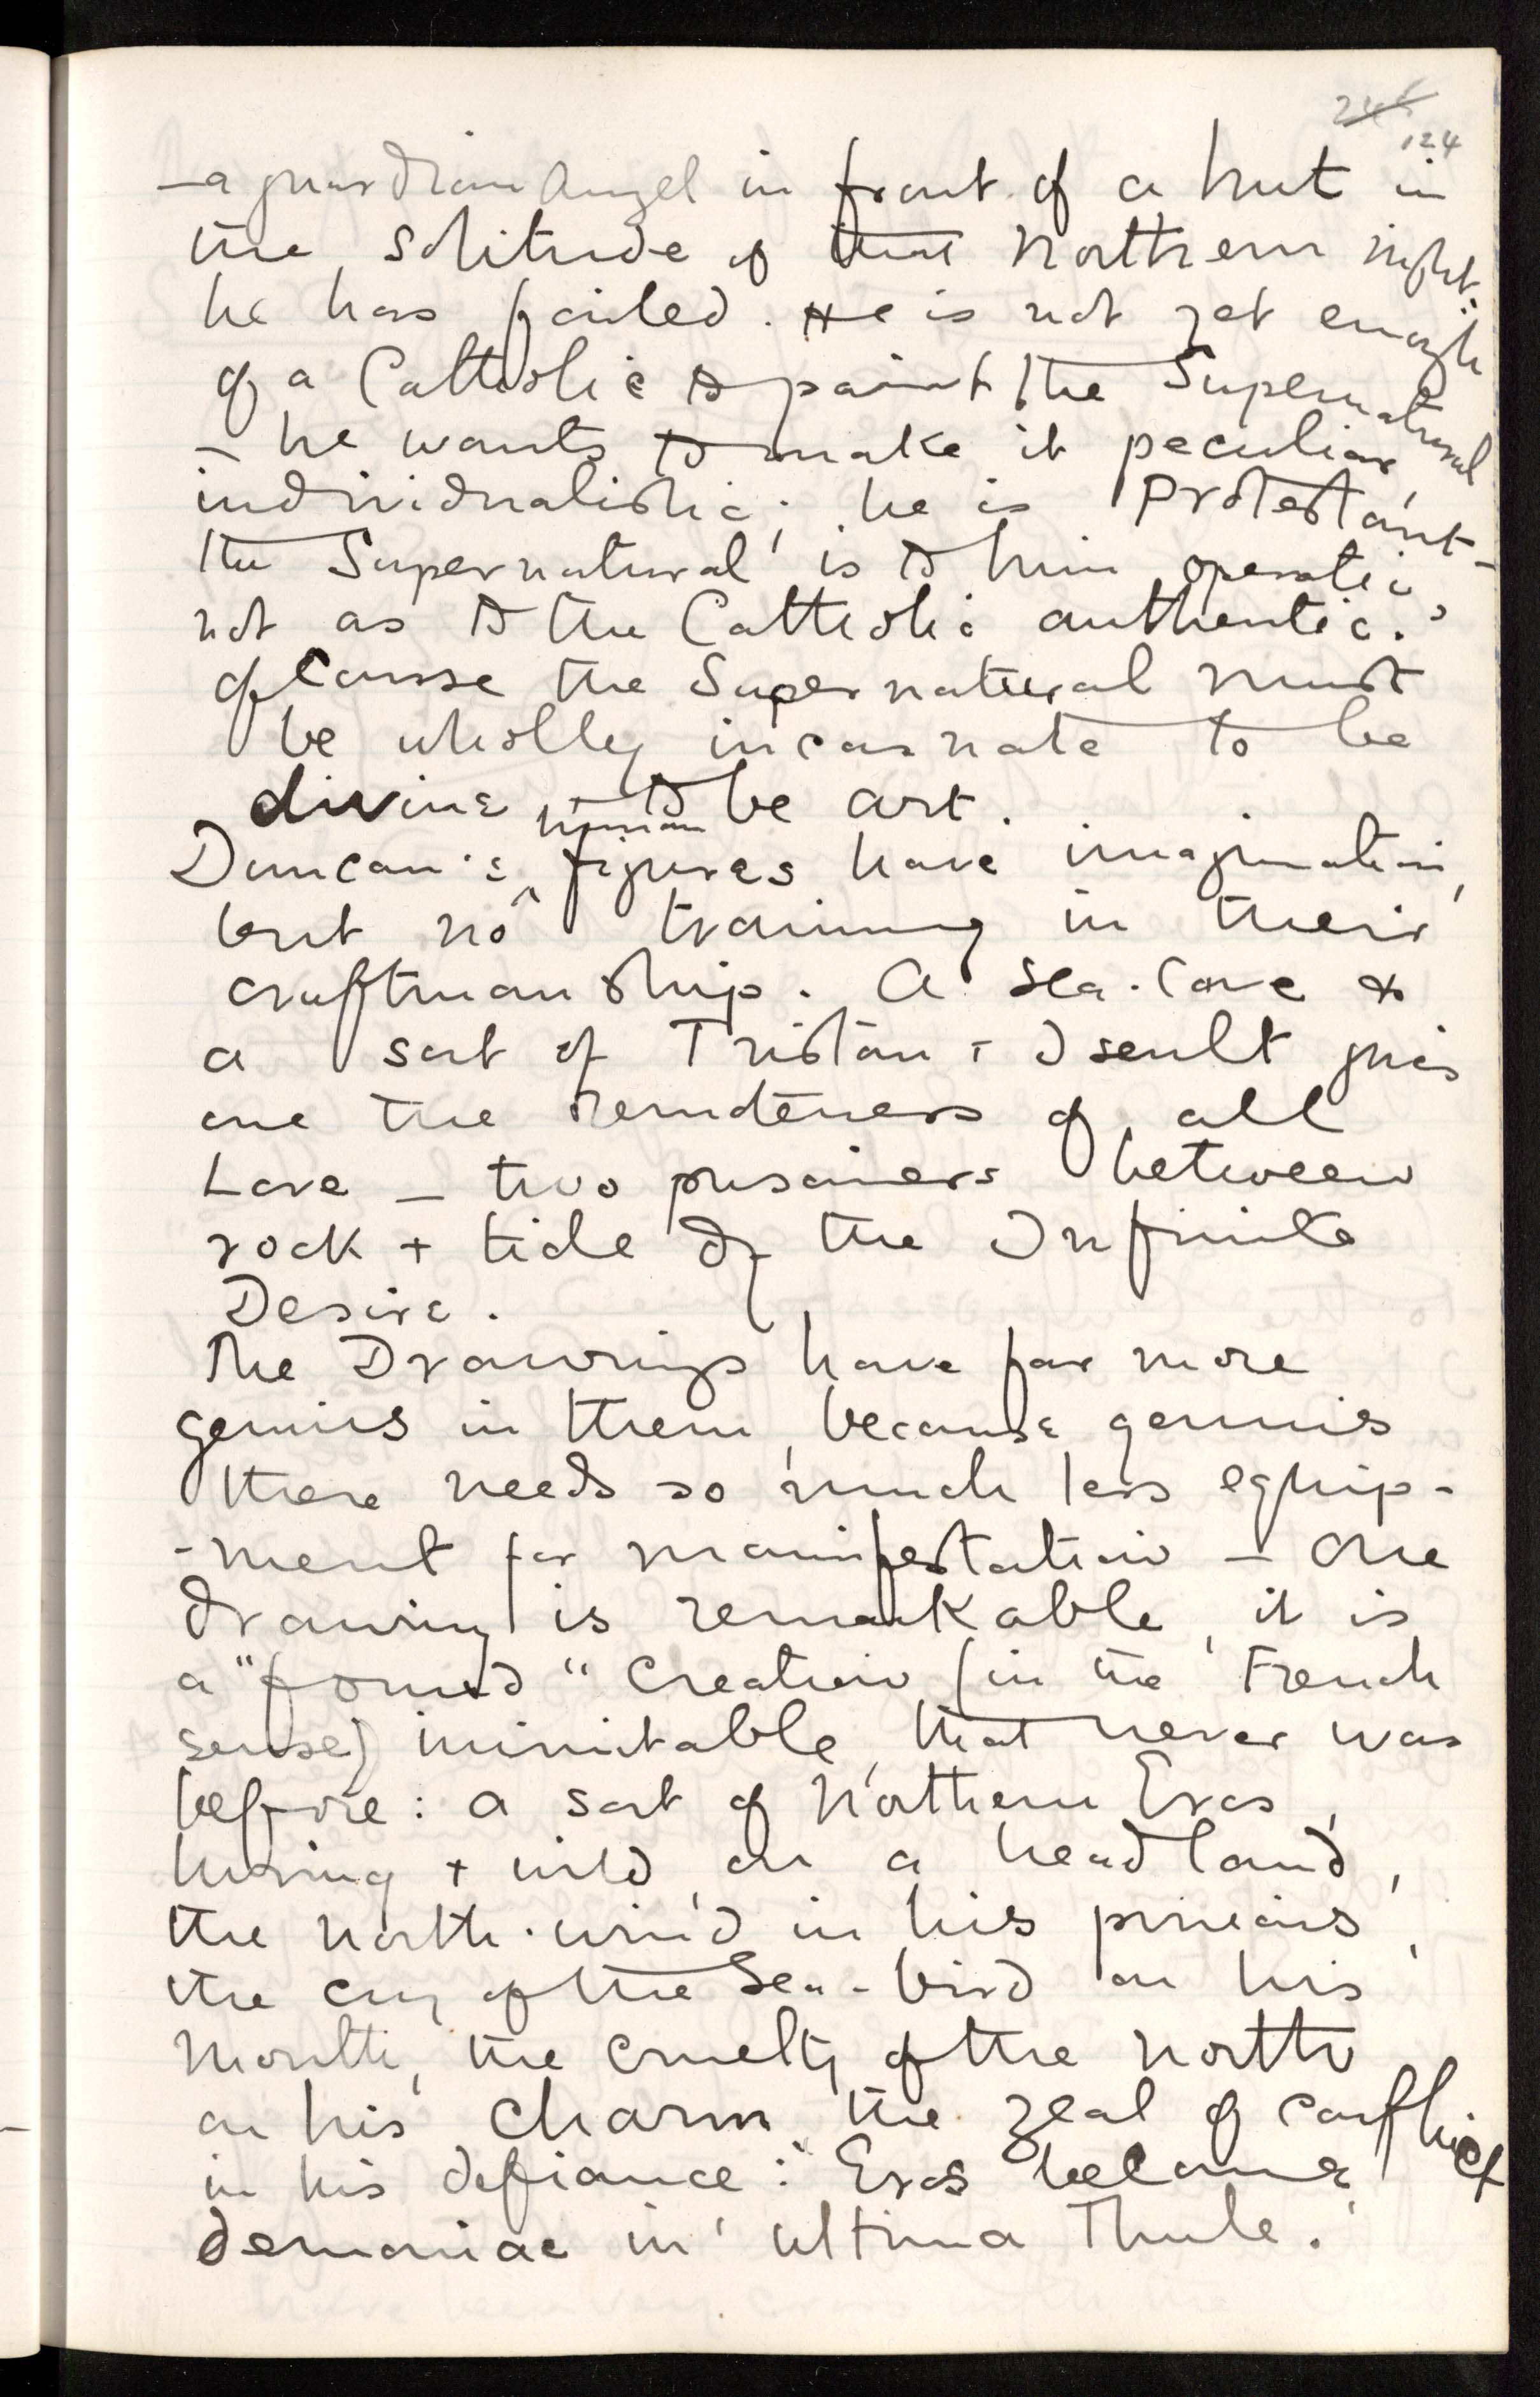 246
124
— a guardian Angel in front of a hut in
the solitude of that Northern night.
he has failed. He is not yet enough
of a Catholic to paint the Supernatural
— he wants to make it peculiar,
individualistic; he is Protestant —
the Supernatural is to him operatic,
not as to the Catholic authentic.
Of Course the Supernatural must
be wholly incarnate to be
divine, — to be art.
Duncan's ^human figures have imagination,
but no training in their
craftmanship. A Sea-Cave &
a sort of Tristan + Iseult gives
one the remoteness of all
Love — two prisoners between
rock + tide of the Infinite
Desire.
The Drawings have far more
genius in them, because genius
there needs so much less equip-
-ment for manifestation — One
drawing is remarkable, it is
a "formed" creation (in the French
sense) inimitable, that never was
before: a sort of Northern Eros,
luring + wild, on a headland,
the north-wind in his pinions,
the cry of the Sea-bird on his
Mouth, the cruelty of the north
on his charm, the zeal of conflict
in his defiance: Eros become
demoniac in ultima Thule.